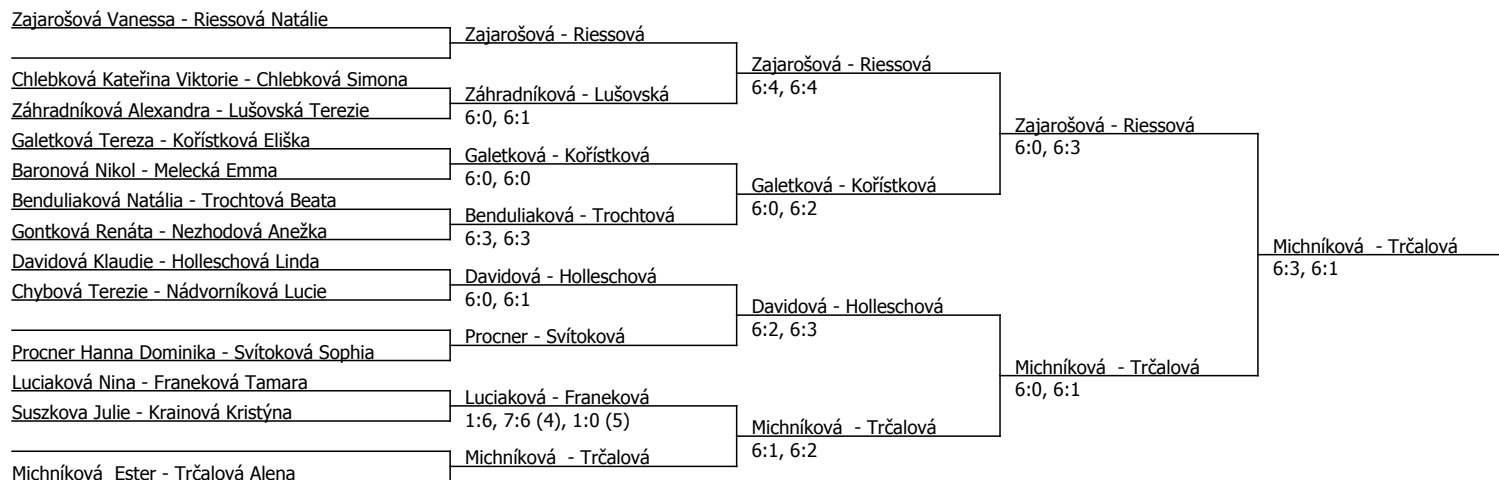 Zajarošová Vanessa - Riessová Natálie
Chlebková Kateřina Viktorie - Chlebková Simona
Záhradníková Alexandra - Lušovská Terezie
Galetková Tereza - Kořístková Eliška
Baronová Nikol - Melecká Emma
Benduliaková Natália - Trochtová Beata
Gontková Renáta - Nezhodová Anežka
Davidová Klaudie - Holleschová Linda
Chybová Terezie - Nádvorníková Lucie
Procner Hanna Dominika - Svítoková Sophia
Luciaková Nina - Franeková Tamara
Suszkova Julie - Krainová Kristýna
Michníková  Ester - Trčalová Alena
Zajarošová - Riessová
Záhradníková - Lušovská
6:0, 6:1
Galetková - Kořístková
6:0, 6:0
Benduliaková - Trochtová
6:3, 6:3
Davidová - Holleschová
6:0, 6:1
Procner - Svítoková
Luciaková - Franeková
1:6, 7:6 (4), 1:0 (5)
Michníková  - Trčalová
Zajarošová - Riessová
6:4, 6:4
Galetková - Kořístková
6:0, 6:2
Davidová - Holleschová
6:2, 6:3
Michníková  - Trčalová
6:1, 6:2
Zajarošová - Riessová
6:0, 6:3
Michníková  - Trčalová
6:0, 6:1
Michníková  - Trčalová
6:3, 6:1